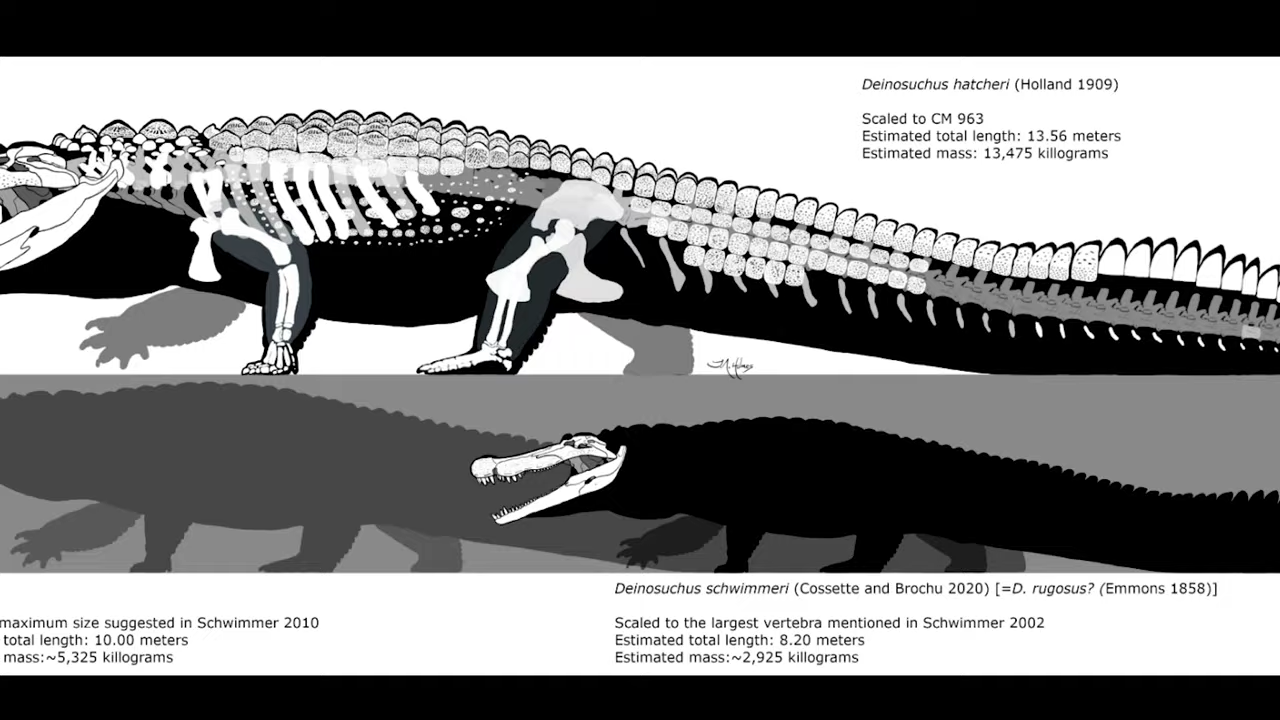 Deinosuchus hatcheri (Holland 1909)
Scaled to CM 963
Estimated total length: 13.56 meters
Estimated mass: 13,475 killograms
Deinosuchus schwimmeri (Cossette and Brochu 2020) [=D. rugosus? (Emmons 1858)]
maximum size suggested in Schwimmer 2010
total length: 10.00 meters
mass:~5,325 killograms
Scaled to the largest vertebra mentioned in Schwimmer 2002
Estimated total length: 8.20 meters
Estimated mass:~2,925 killograms